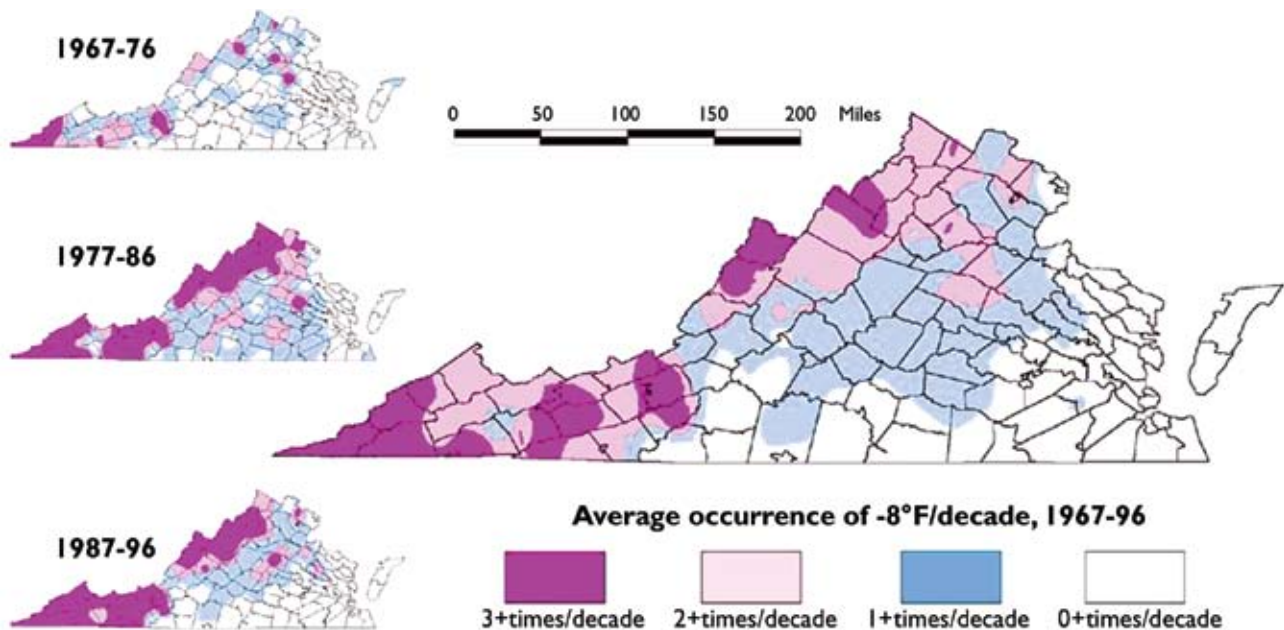 1967-76
0 50 100 150 200 Miles
1977-86
1987-96
Average occurrence of -8°F/decade, 1967-96
3+times/decade 2+times/decade 1+times/decade 0+times/decade